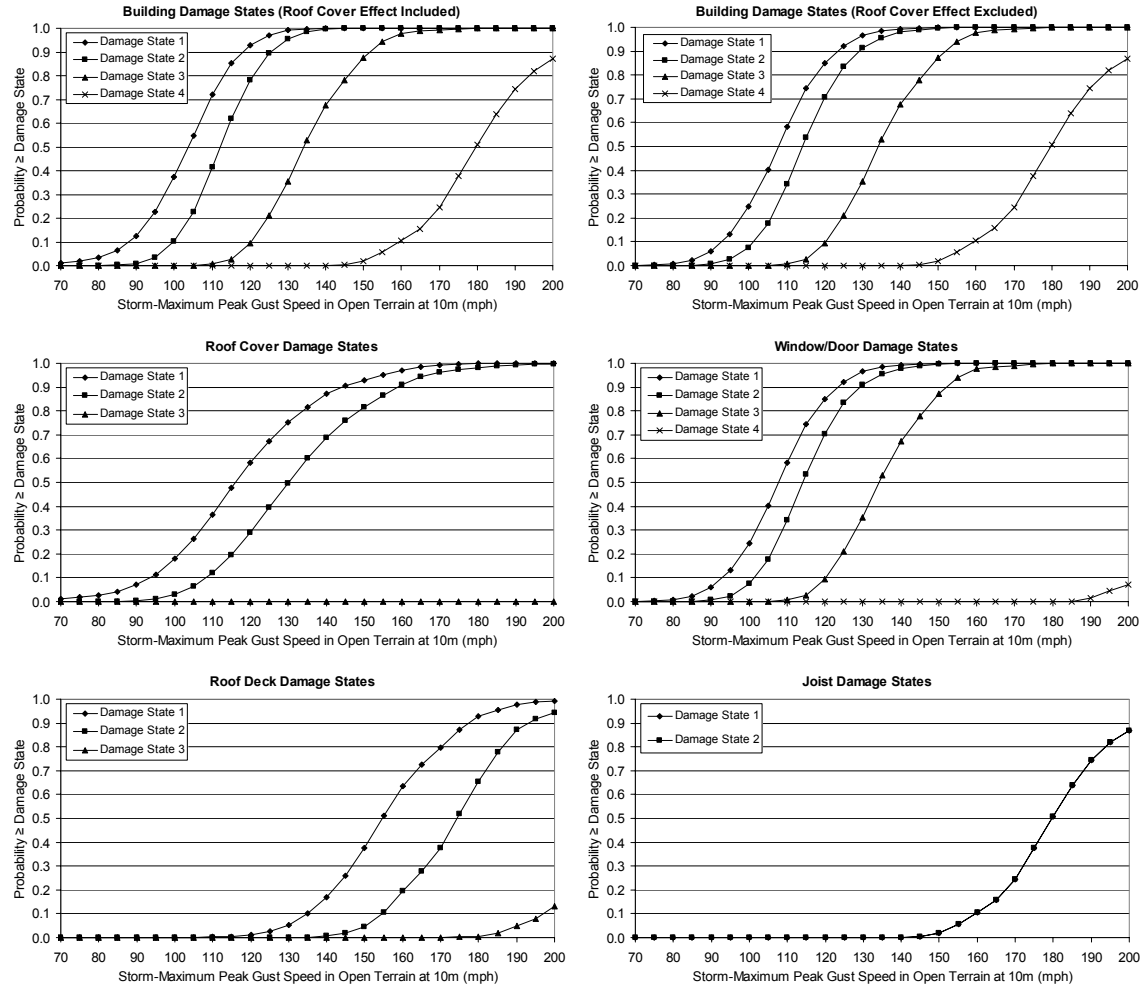 Building Damage States (Roof Cover Effect Included)
Probability ≥ Damage State
1.0
0.9
0.8
0.7
0.6
0.5
0.4
0.3
0.2
0.1
0.0
Damage State 1
Damage State 2
Damage State 3
Damage State 4
70 80 90 100 110 120 130 140 150 160 170 180 190 200
Storm-Maximum Peak Gust Speed in Open Terrain at 10m (mph)
Building Damage States (Roof Cover Effect Excluded)
Probability ≥ Damage State
1.0
0.9
0.8
0.7
0.6
0.5
0.4
0.3
0.2
0.1
0.0
Damage State 1
Damage State 2
Damage State 3
Damage State 4
70 80 90 100 110 120 130 140 150 160 170 180 190 200
Storm-Maximum Peak Gust Speed in Open Terrain at 10m (mph)
Roof Cover Damage States
Probability ≥ Damage State
1.0
0.9
0.8
0.7
0.6
0.5
0.4
0.3
0.2
0.1
0.0
Damage State 1
Damage State 2
Damage State 3
70 80 90 100 110 120 130 140 150 160 170 180 190 200
Storm-Maximum Peak Gust Speed in Open Terrain at 10m (mph)
Window/Door Damage States
Probability ≥ Damage State
1.0
0.9
0.8
0.7
0.6
0.5
0.4
0.3
0.2
0.1
0.0
Damage State 1
Damage State 2
Damage State 3
Damage State 4
70 80 90 100 110 120 130 140 150 160 170 180 190 200
Storm-Maximum Peak Gust Speed in Open Terrain at 10m (mph)
Roof Deck Damage States
Probability ≥ Damage State
1.0
0.9
0.8
0.7
0.6
0.5
0.4
0.3
0.2
0.1
0.0
Damage State 1
Damage State 2
Damage State 3
70 80 90 100 110 120 130 140 150 160 170 180 190 200
Storm-Maximum Peak Gust Speed in Open Terrain at 10m (mph)
Joist Damage States
Probability ≥ Damage State
1.0
0.9
0.8
0.7
0.6
0.5
0.4
0.3
0.2
0.1
0.0
Damage State 1
Damage State 2
70 80 90 100 110 120 130 140 150 160 170 180 190 200
Storm-Maximum Peak Gust Speed in Open Terrain at 10m (mph)